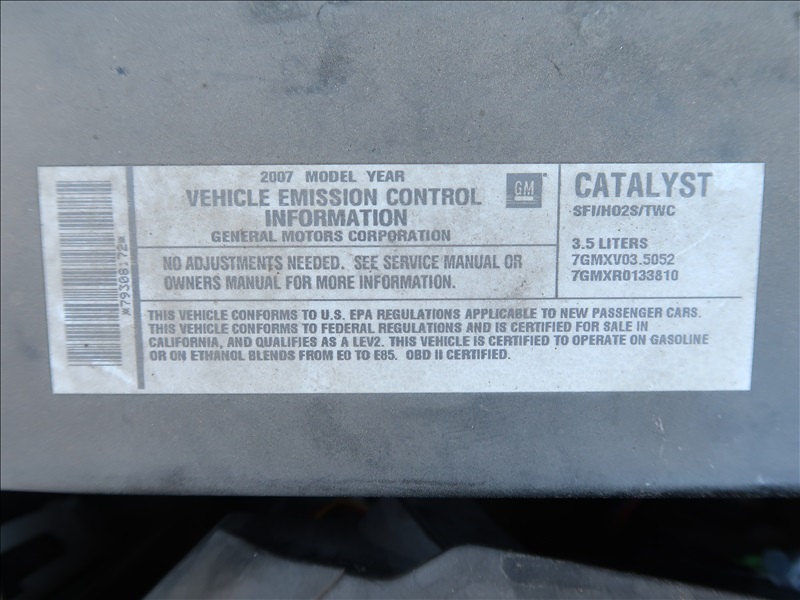 2007 MODEL YEAR
VEHICLE EMISSION CONTROL
INFORMATION
GENERAL MOTORS CORPORATION
GM
CATALYST
SFI/HO2S/TWC
3.5 LITERS
7GMXV03.5052
7GMXR0133810
NO ADJUSTMENTS NEEDED. SEE SERVICE MANUAL OR
OWNERS MANUAL FOR MORE INFORMATION.
THIS VEHICLE CONFORMS TO U.S. EPA REGULATIONS APPLICABLE TO NEW PASSENGER CARS.
THIS VEHICLE CONFORMS TO FEDERAL REGULATIONS AND IS CERTIFIED FOR SALE IN
CALIFORNIA, AND QUALIFIES AS A LEV2. THIS VEHICLE IS CERTIFIED TO OPERATE ON GASOLINE
OR ON ETHANOL BLENDS FROM E0 TO E85. OBD II CERTIFIED.
*79308172*